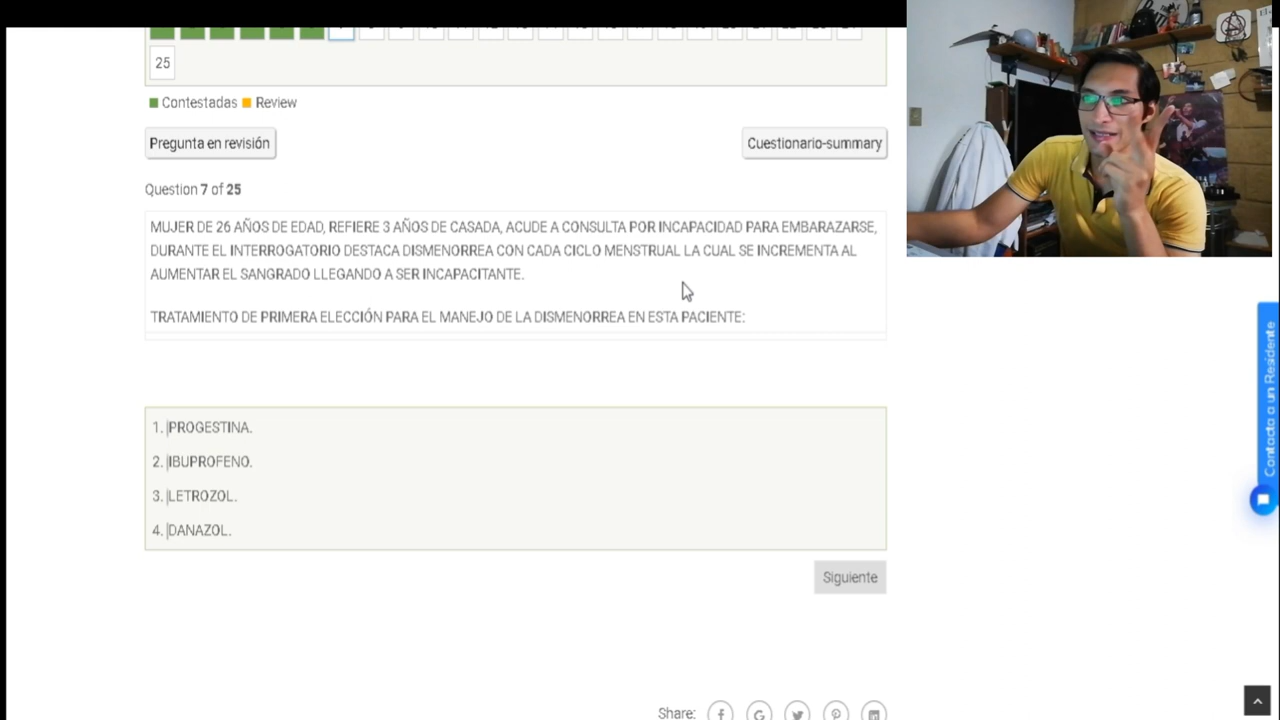 25
Contestadas Review
Pregunta en revisión
Cuestionario-summary
Question 7 of 25
MUJER DE 26 AÑOS DE EDAD, REFIERE 3 AÑOS DE CASADA, ACUDE A CONSULTA POR INCAPACIDAD PARA EMBARAZARSE,
DURANTE EL INTERROGATORIO DESTACA DISMENORREA CON CADA CICLO MENSTRUAL LA CUAL SE INCREMENTA AL
AUMENTAR EL SANGRADO LLEGANDO A SER INCAPACITANTE.
TRATAMIENTO DE PRIMERA ELECCIÓN PARA EL MANEJO DE LA DISMENORREA EN ESTA PACIENTE:
1. PROGESTINA.
2. IBUPROFENO.
3. LETROZOL.
4. DANAZOL.
Siguiente
Contacta a un Residente
Share: